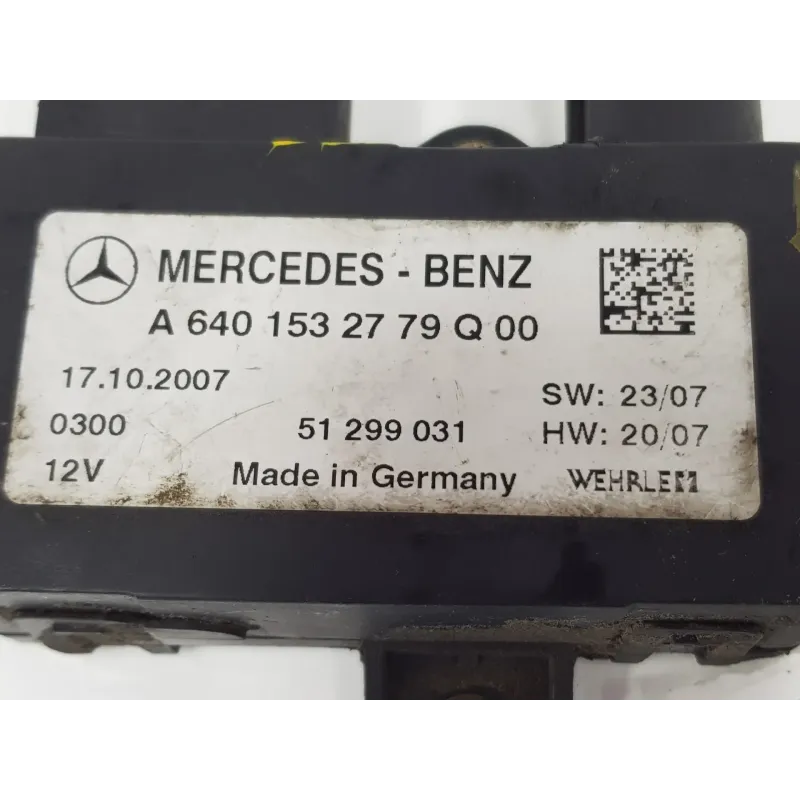 MERCEDES - BENZ
A 640 153 27 79 Q 00
17.10.2007
SW: 23/07
0300 51 299 031 HW: 20/07
12V Made in Germany WEHRLE